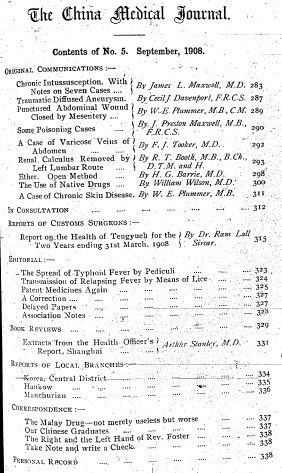 The China Medical Journal.
Contents of No. 5. September, 1908.
ORIGINAL COMMUNICATIONS :—
Chronic Intussusception, With Notes on Seven Cases .... By James L. Maxwell, M.D. 283
Traumatic Diffused Aneurysm. By Cecil J. Davenport, F.R.C.S. 287
Punctured Abdominal Wound Closed by Mesentery .... By W. E. Plummer, M.B., C.M. 289
Some Poisoning Cases .... By J. Preston Maxwell, M.B., F.R.C.S. 290
A Case of Varicose Veins of Abdomen .... By F. J. Tooker, M.D. 292
Renal Calculus Removed by Left Lumbar Route .... By R. T. Booth, M.B., B.Ch., D.T.M. and H. 293
Ether. Open Method .... By H. G. Barrie, M.D. 298
The Use of Native Drugs .... By William Wilson, M.D. 300
A Case of Chronic Skin Disease. By W. E. Plummer, M.B. 311
IN CONSULTATION .... 312
REPORTS OF CUSTOMS SURGEONS :—
Report on the Health of Tengyueh for the Two Years ending 31st March, 1908 By Dr. Ram Lall Sircar. 315
EDITORIAL :—
The Spread of Typhoid Fever by Pediculi .... 323
Transmission of Relapsing Fever by Means of Lice .... 324
Patent Medicines Again .... 325
A Correction .... 327
Delayed Papers .... 327
Association Notes .... 328
BOOK REVIEWS .... 329
Extracts from the Health Officer's Report, Shanghai .... Arthur Stanley, M.D. 331
REPORTS OF LOCAL BRANCHES:—
Korea, Central District .... 334
Hankow .... 335
Manchurian .... 336
CORRESPONDENCE :—
The Malay Drug—not merely useless but worse .... 337
Our Chinese Graduates .... 337
The Right and the Left Hand of Rev. Foster .... 338
Take Note and write a Check. .... 338
PERSONAL RECORD .... 338